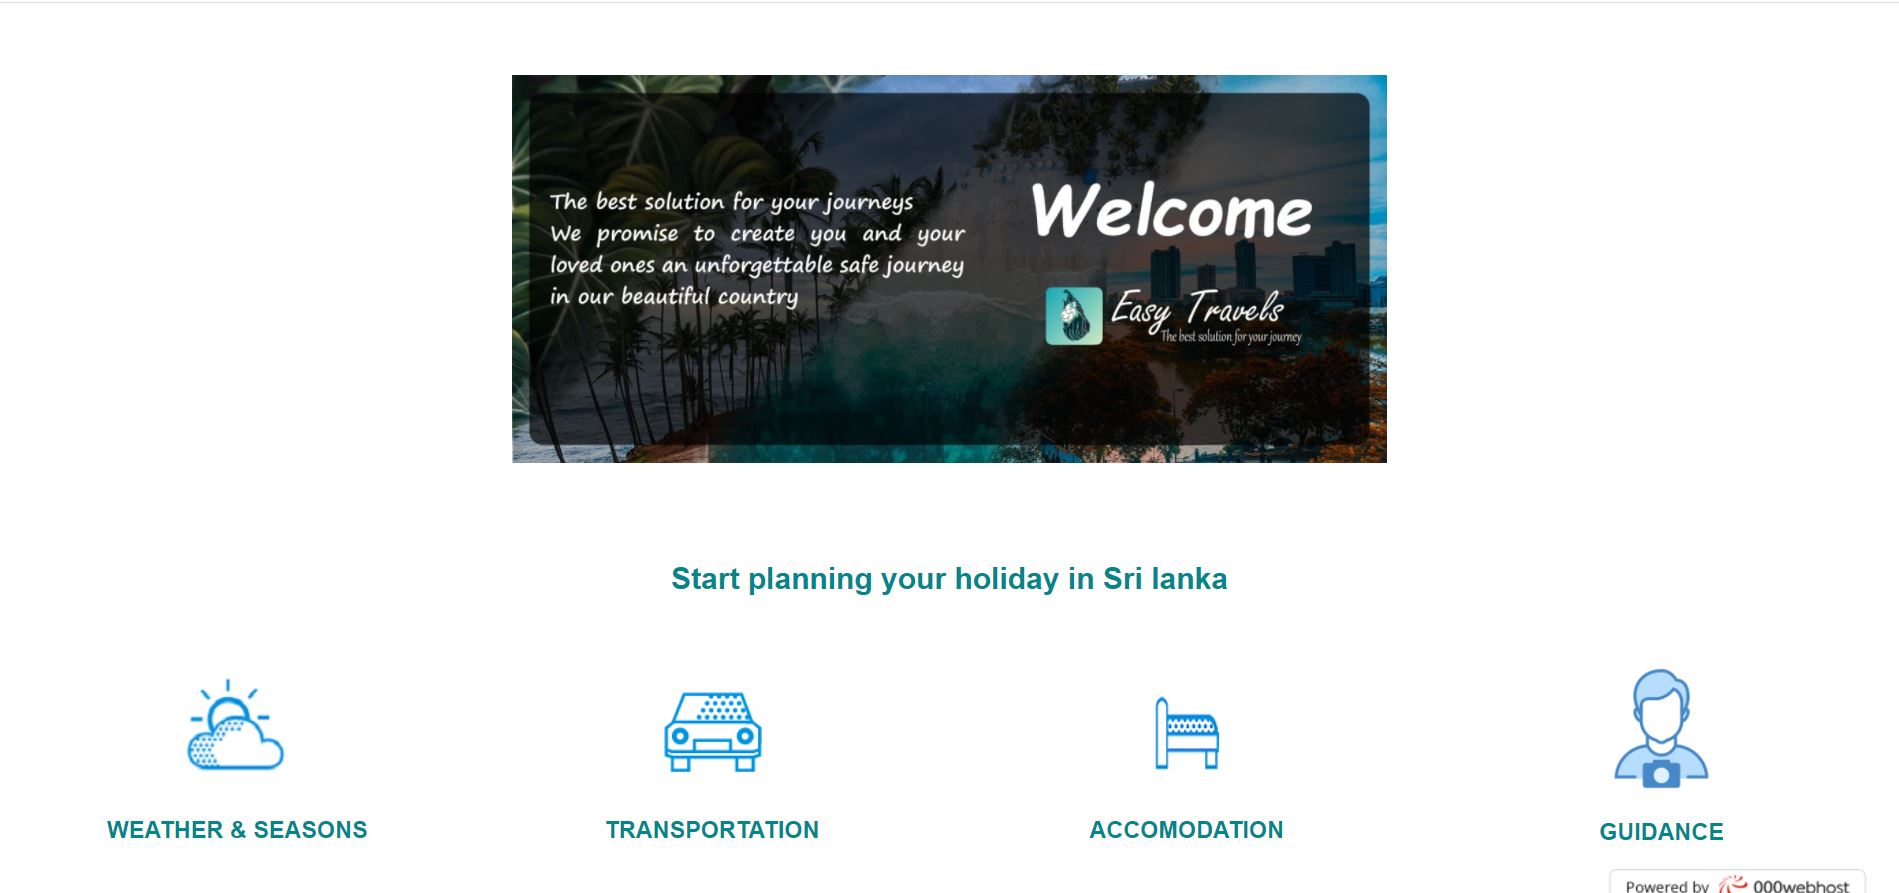 The best solution for your journeys
We promise to create you and your
loved ones an unforgettable safe journey
in our beautiful country
Welcome
Easy Travels
The best solution for your journey
Start planning your holiday in Sri lanka
WEATHER & SEASONS
TRANSPORTATION
ACCOMODATION
GUIDANCE
Powered by 000webhost